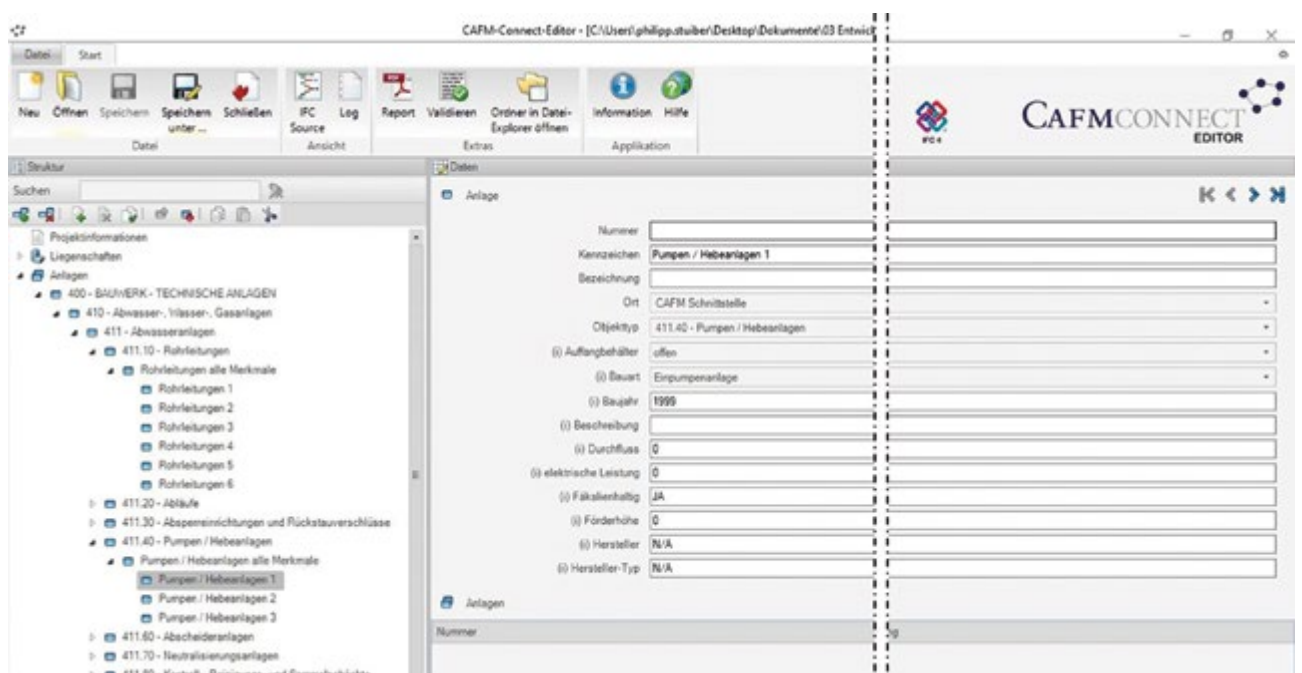 CAFM-Connect-Editor - [C:\Users\philipp.stuiber\Desktop\Dokumente\03 Entwick
Datei Start
Neu Öffnen Speichern Speichern unter ... Schließen IFC Source Log Report Validieren Ordner in Datei-Explorer öffnen Information Hilfe
Datei Ansicht Extras Applikation
IFC 4
CAFMCONNECT
EDITOR
Struktur
Suchen
Projektinformationen
Liegenschaften
Anlagen
400 - BAUWERK - TECHNISCHE ANLAGEN
410 - Abwasser-, Wasser-, Gasanlagen
411 - Abwasseranlagen
411.10 - Rohrleitungen
Rohrleitungen alle Merkmale
Rohrleitungen 1
Rohrleitungen 2
Rohrleitungen 3
Rohrleitungen 4
Rohrleitungen 5
Rohrleitungen 6
411.20 - Abläufe
411.30 - Absperreinrichtungen und Rückstauverschlüsse
411.40 - Pumpen / Hebeanlagen
Pumpen / Hebeanlagen alle Merkmale
Pumpen / Hebeanlagen 1
Pumpen / Hebeanlagen 2
Pumpen / Hebeanlagen 3
411.60 - Abscheideranlagen
411.70 - Neutralisierungsanlagen
Daten
Anlage
Nummer
Kennzeichen Pumpen / Hebeanlagen 1
Bezeichnung
Ort CAFM Schnittstelle
Objekttyp 411.40 - Pumpen / Hebeanlagen
(i) Auffangbehälter offen
(i) Bauart Einpumpenanlage
(i) Baujahr 1999
(i) Beschreibung
(i) Durchfluss 0
(i) elektrische Leistung 0
(i) Fäkalienhaltig JA
(i) Förderhöhe 0
(i) Hersteller N/A
(i) Hersteller-Typ N/A
Anlagen
Nummer